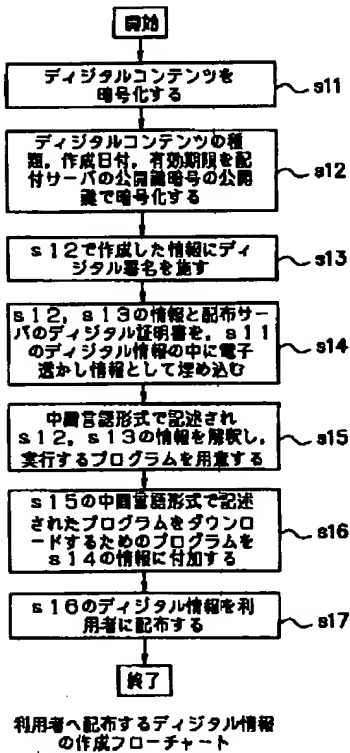 開始
ディジタルコンテンツを
暗号化する
s11
ディジタルコンテンツの種
類，作成日付，有効期限を配
付サーバの公開鍵暗号の公開
鍵で暗号化する
s12
s１２で作成した情報にディ
ジタル署名を施す
s13
s１２，s１３の情報と配布サー
バのディジタル証明書を，s１１
のディジタル情報の中に電子
透かし情報として埋め込む
s14
中間言語形式で記述され
s１２，s１３の情報を解釈し，
実行するプログラムを用意する
s15
s１５の中間言語形式で記述
されたプログラムをダウンロ
ードするためのプログラムを
s１４の情報に付加する
s16
s１６のディジタル情報を利
用者に配布する
s17
終了
利用者へ配布するディジタル情報
の作成フローチャート